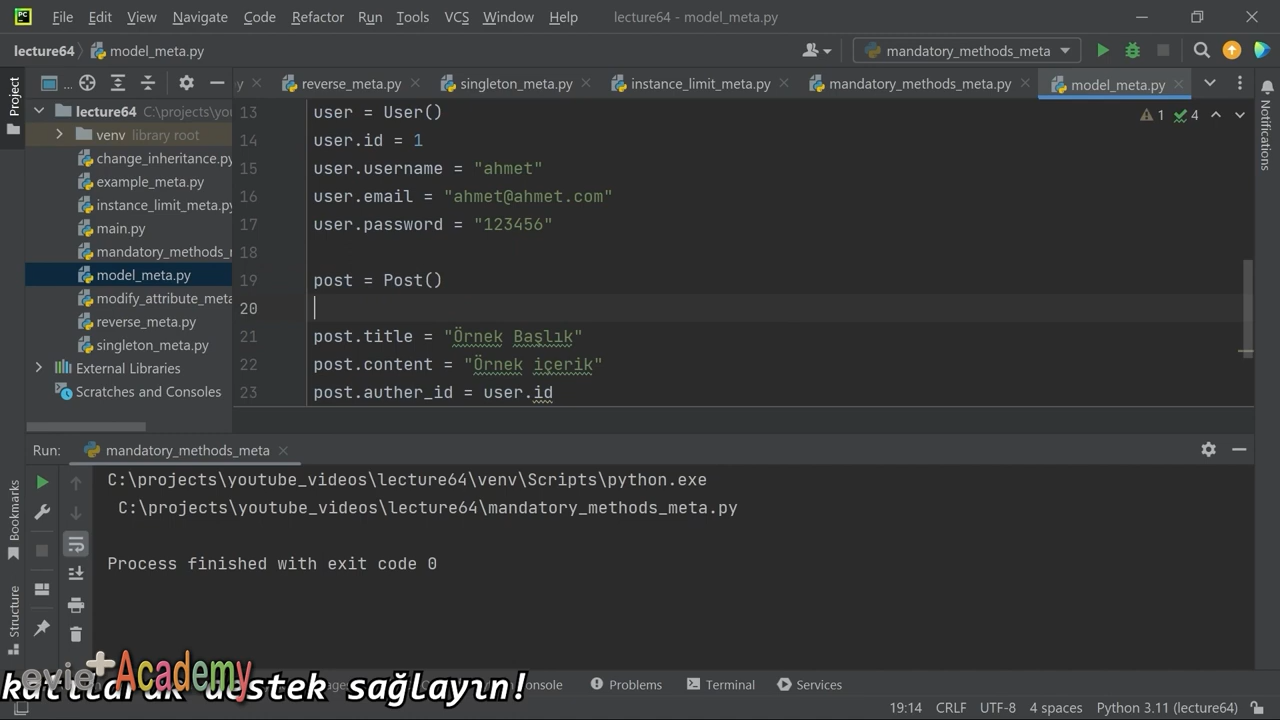 File Edit View Navigate Code Refactor Run Tools VCS Window Help lecture64 - model_meta.py
lecture64 model_meta.py mandatory_methods_meta
Project ... y reverse_meta.py singleton_meta.py instance_limit_meta.py mandatory_methods_meta.py model_meta.py
lecture64 C:\projects\you
venv library root
change_inheritance.py
example_meta.py
instance_limit_meta.py
main.py
mandatory_methods_
model_meta.py
modify_attribute_meta
reverse_meta.py
singleton_meta.py
External Libraries
Scratches and Consoles
13 user = User()
14 user.id = 1
15 user.username = "ahmet"
16 user.email = "ahmet@ahmet.com"
17 user.password = "123456"
18
19 post = Post()
20
21 post.title = "Örnek Başlık"
22 post.content = "Örnek içerik"
23 post.auther_id = user.id
1 4
Notifications
Run: mandatory_methods_meta
C:\projects\youtube_videos\lecture64\venv\Scripts\python.exe
C:\projects\youtube_videos\lecture64\mandatory_methods_meta.py
Process finished with exit code 0
Bookmarks
Structure
evie+Academy
katılarak destek sağlayın!
Problems Terminal Services
19:14 CRLF UTF-8 4 spaces Python 3.11 (lecture64)